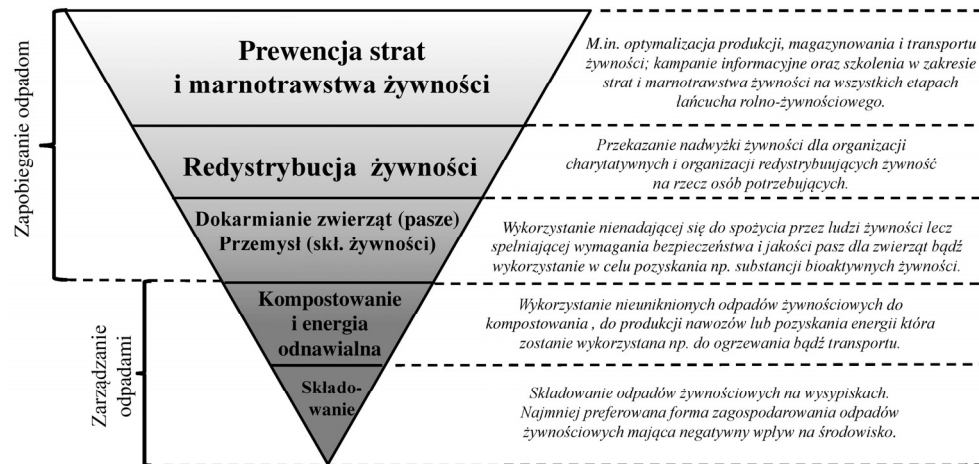 Zapobieganie odpadom
Prewencja strat
i marnotrawstwa żywności
M.in. optymalizacja produkcji, magazynowania i transportu
żywności; kampanie informacyjne oraz szkolenia w zakresie
strat i marnotrawstwa żywności na wszystkich etapach
łańcucha rolno-żywnościowego.
Redystrybucja żywności
Przekazanie nadwyżki żywności dla organizacji
charytatywnych i organizacji redystrybuujących żywność
na rzecz osób potrzebujących.
Dokarmianie zwierząt (pasze)
Przemysł (skł. żywności)
Wykorzystanie nienadającej się do spożycia przez ludzi żywności lecz
spełniającej wymagania bezpieczeństwa i jakości pasz dla zwierząt bądź
wykorzystanie w celu pozyskania np. substancji bioaktywnych żywności.
Zarządzanie
odpadami
Kompostowanie
i energia
odnawialna
Wykorzystanie nieuniknionych odpadów żywnościowych do
kompostowania , do produkcji nawozów lub pozyskania energii która
zostanie wykorzystana np. do ogrzewania bądź transportu.
Składo-
wanie
Składowanie odpadów żywnościowych na wysypiskach.
Najmniej preferowana forma zagospodarowania odpadów
żywnościowych mająca negatywny wpływ na środowisko.